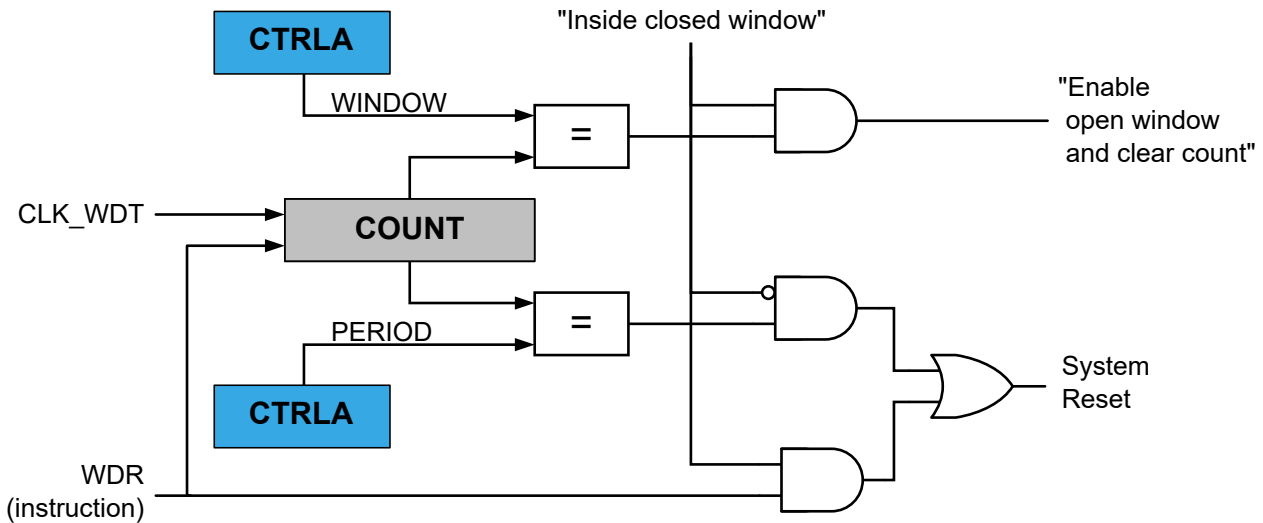 "Inside closed window"
CTRLA
WINDOW
=
"Enable
open window
and clear count"
CLK_WDT
COUNT
PERIOD
=
CTRLA
System
Reset
WDR
(instruction)